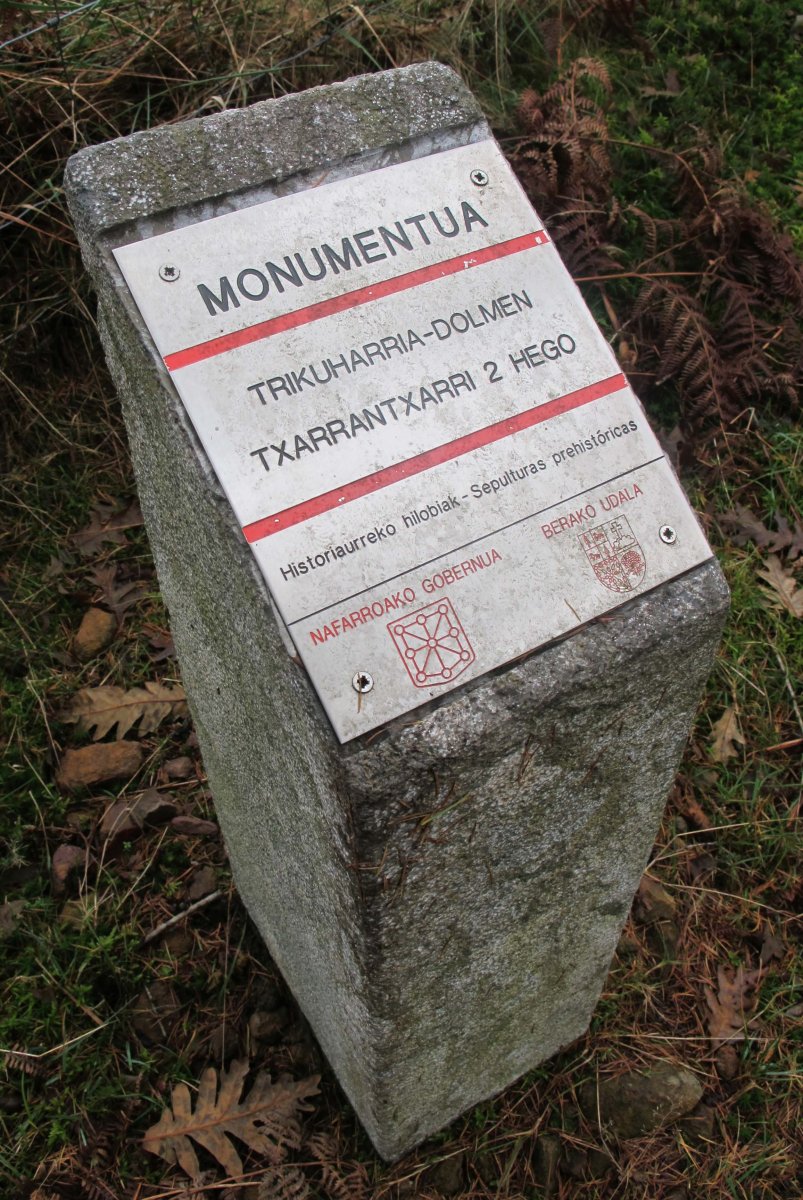 MONUMENTUA
TRIKUHARRIA-DOLMEN
TXARRANTXARRI 2 HEGO
Historiaurreko hilobiak - Sepulturas prehistóricas
NAFARROAKO GOBERNUA
BERAKO UDALA